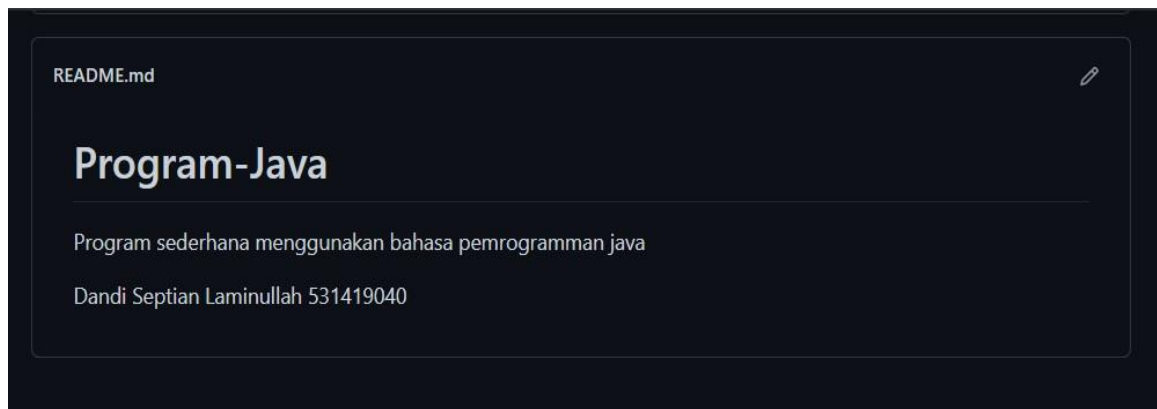 README.md
Program-Java
Program sederhana menggunakan bahasa pemrogramman java
Dandi Septian Laminullah 531419040